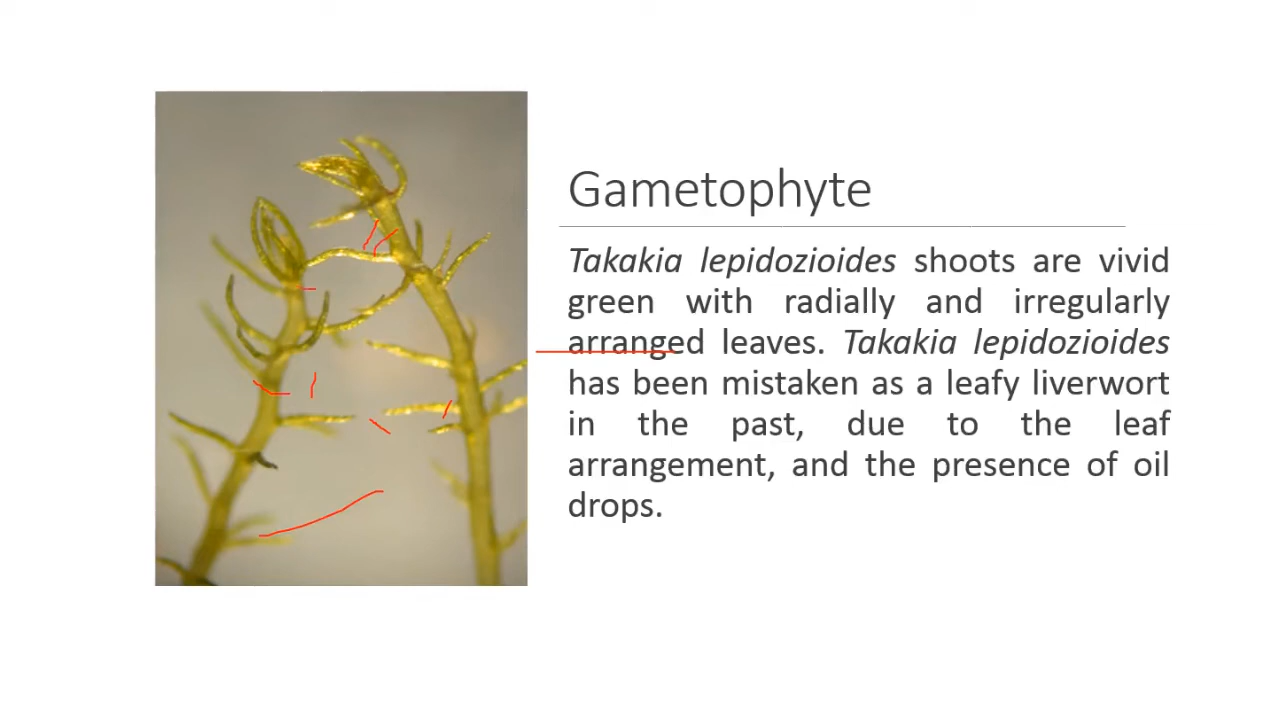 Gametophyte
Takakia lepidozioides shoots are vivid
green with radially and irregularly
arranged leaves. Takakia lepidozioides
has been mistaken as a leafy liverwort
in the past, due to the leaf
arrangement, and the presence of oil
drops.